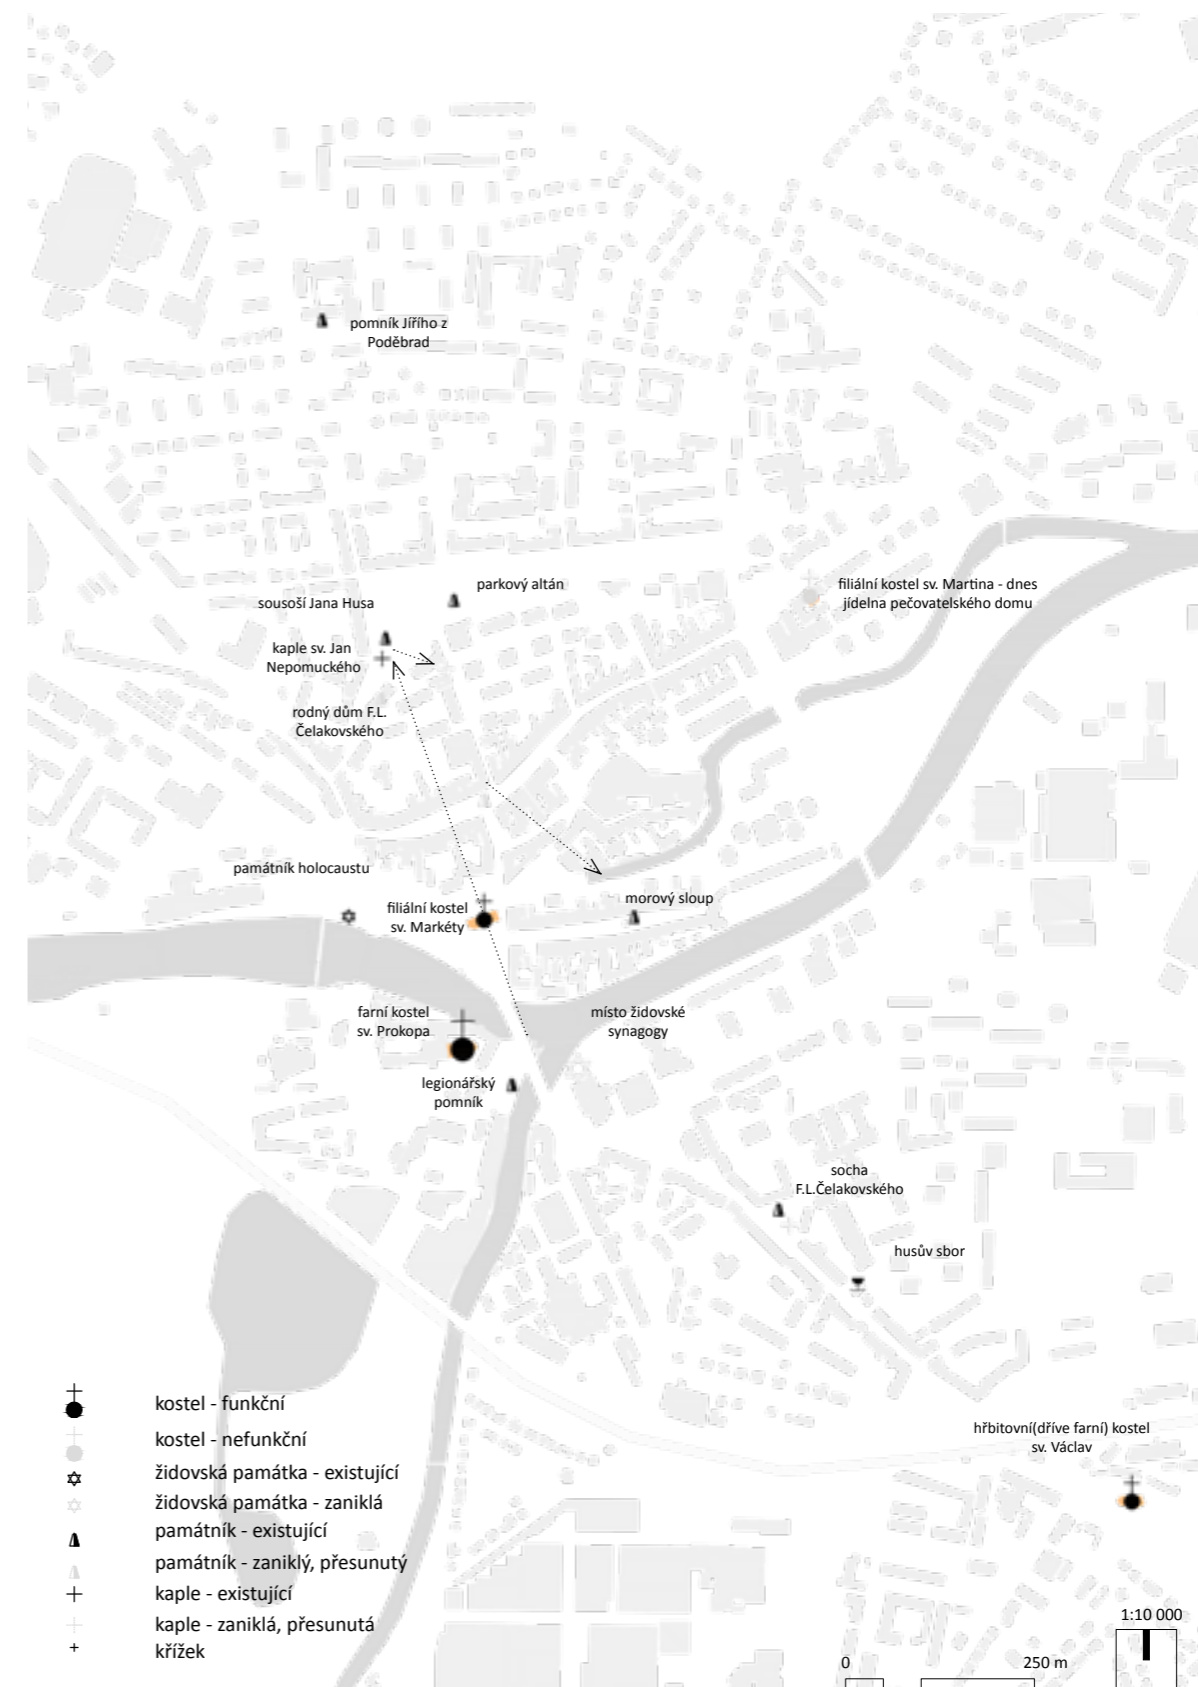 pomník Jířího z
Poděbrad
parkový altán
filiální kostel sv. Martina - dnes
jídelna pečovatelského domu
sousoší Jana Husa
kaple sv. Jan
Nepomuckého
rodný dům F.L.
Čelakovského
památník holocaustu
filiální kostel
sv. Markéty
morový sloup
farní kostel
sv. Prokopa
místo židovské
synagogy
legionářský
pomník
socha
F.L.Čelakovského
husův sbor
hřbitovní(dříve farní) kostel
sv. Václav
kostel - funkční
kostel - nefunkční
židovská památka - existující
židovská památka - zaniklá
památník - existující
památník - zaniklý, přesunutý
kaple - existující
kaple - zaniklá, přesunutá
křížek
1:10 000
0
250 m